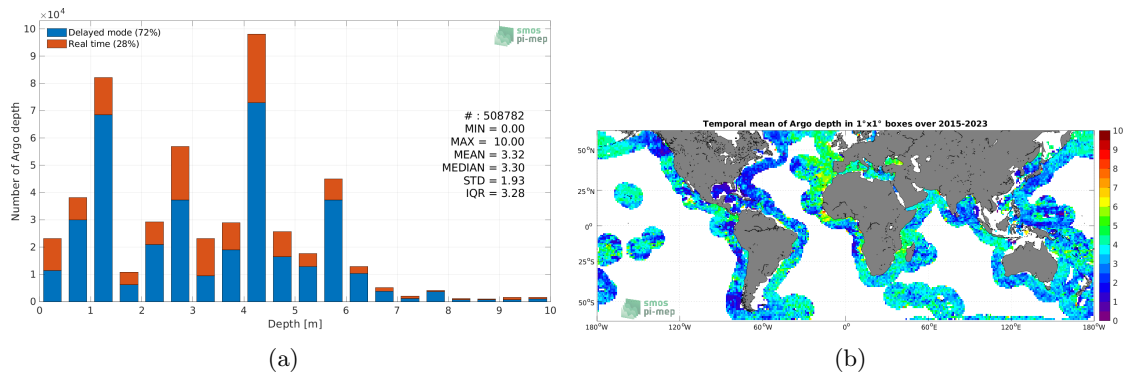 ×10⁴
10
9
8
7
6
5
4
3
2
1
0
Number of Argo depth
Delayed mode (72%)
Real time (28%)
smos
pi-mep
# : 508782
MIN = 0.00
MAX = 10.00
MEAN = 3.32
MEDIAN = 3.30
STD = 1.93
IQR = 3.28
0 1 2 3 4 5 6 7 8 9 10
Depth [m]
(a)
Temporal mean of Argo depth in 1°x1° boxes over 2015-2023
50°N
25°N
0°
25°S
50°S
smos
pi-mep
180°W 120°W 60°W 0° 60°E 120°E 180°W
10
9
8
7
6
5
4
3
2
1
0
(b)